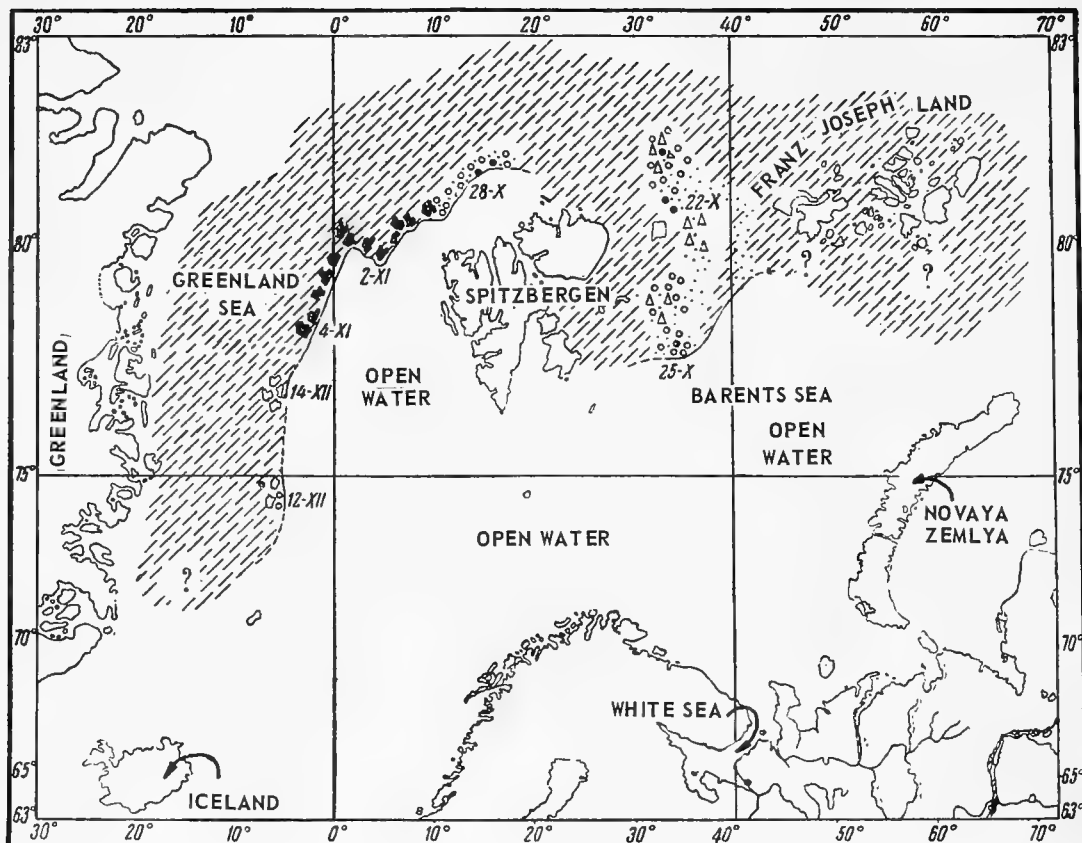 30° 20° 10° 0° 10° 20° 30° 40° 50° 60° 70°
83° 83°
FRANZ JOSEPH LAND
28-X
22-X
80° 80°
2-XI
? ?
GREENLAND
SEA
SPITZBERGEN
4-XI
25-X
OPEN
WATER
14-XII
BARENTS SEA
(GREENLAND)
OPEN
WATER
75° 75°
12-XII
NOVAYA
ZEMLYA
OPEN WATER
?
70° 70°
WHITE SEA
65° 65°
ICELAND
63° 63°
30° 20° 10° 0° 10° 20° 30° 40° 50° 60° 70°